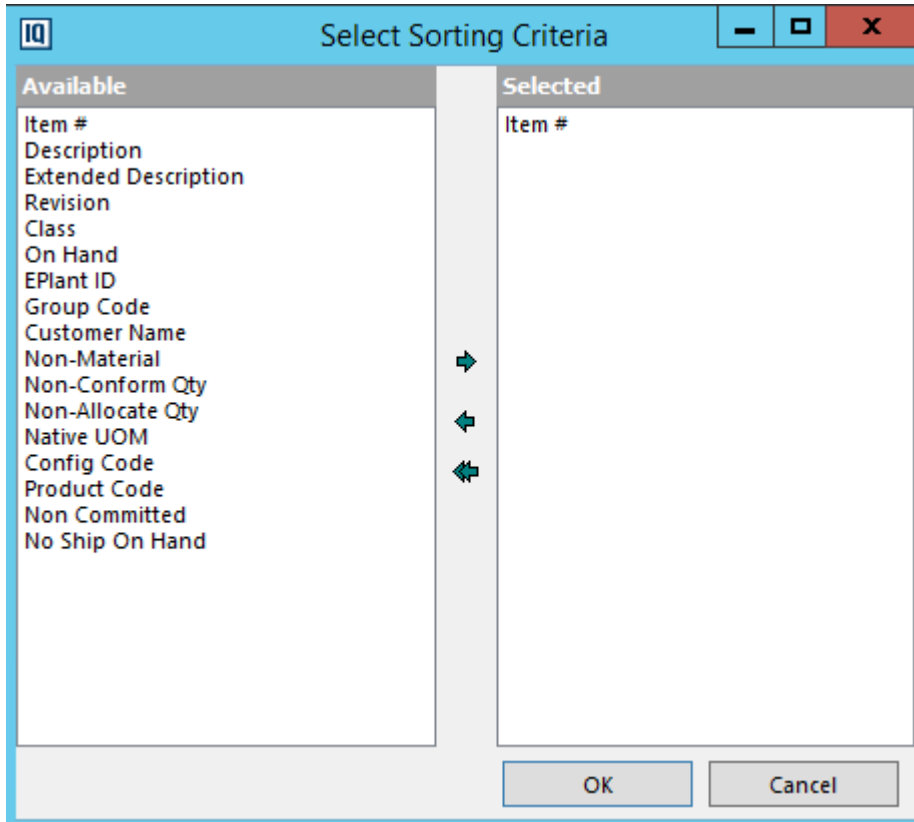 IQ
Select Sorting Criteria
Available
Item #
Description
Extended Description
Revision
Class
On Hand
EPlant ID
Group Code
Customer Name
Non-Material
Non-Conform Qty
Non-Allocate Qty
Native UOM
Config Code
Product Code
Non Committed
No Ship On Hand
Selected
Item #
OK
Cancel